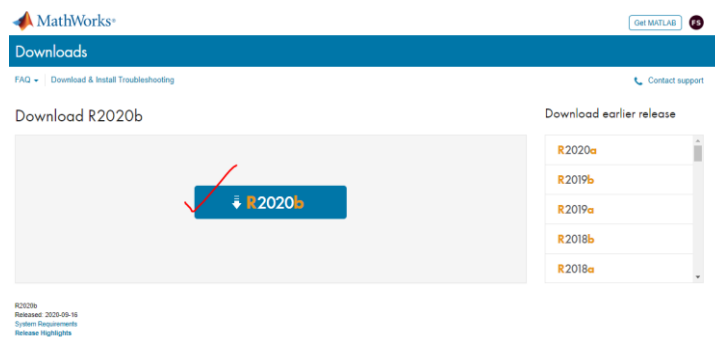 MathWorks®
Get MATLAB
FS
Downloads
FAQ
Download & Install Troubleshooting
Contact support
Download R2020b
R2020b
R2020b
Released: 2020-09-16
System Requirements
Release Highlights
Download earlier release
R2020a
R2019b
R2019a
R2018b
R2018a